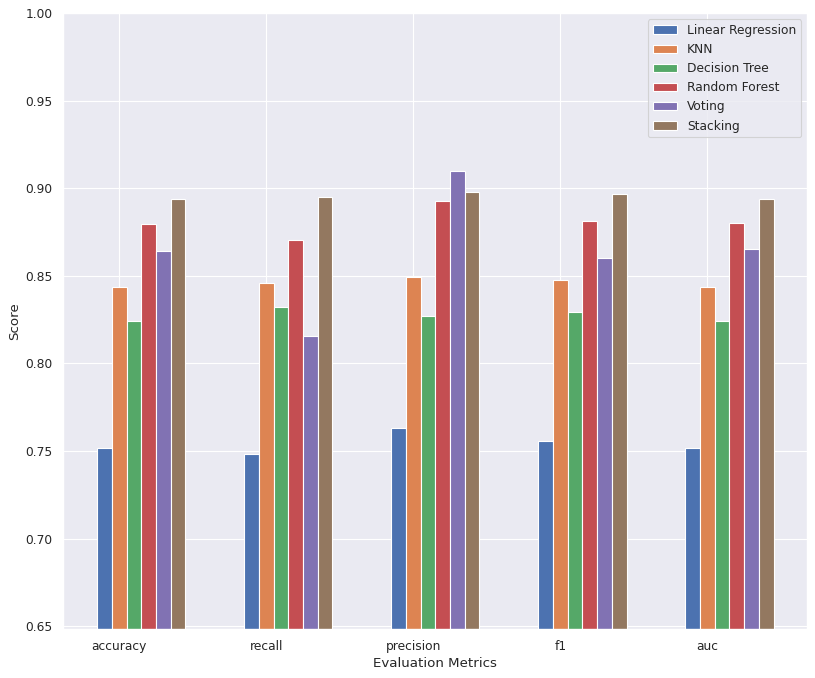 1.00
0.95
0.90
0.85
0.80
0.75
0.70
0.65
Score
accuracy
recall
precision
f1
auc
Evaluation Metrics
Linear Regression
KNN
Decision Tree
Random Forest
Voting
Stacking